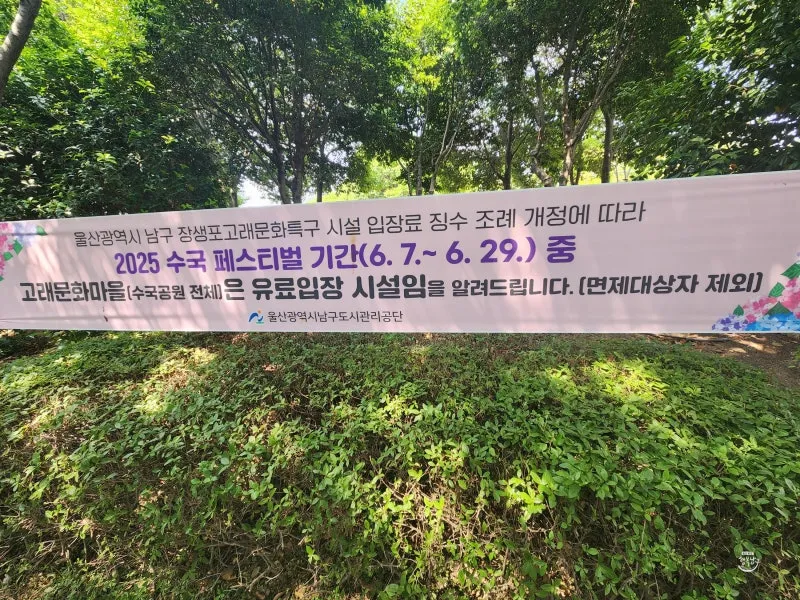 울산광역시 남구 장생포고래문화특구 시설 입장료 징수 조례 개정에 따라
2025 수국 페스티벌 기간(6. 7.~ 6. 29.) 중
고래문화마을(수국공원 전체)은 유료입장 시설임을 알려드립니다. (면제대상자 제외)
울산광역시남구도시관리공단